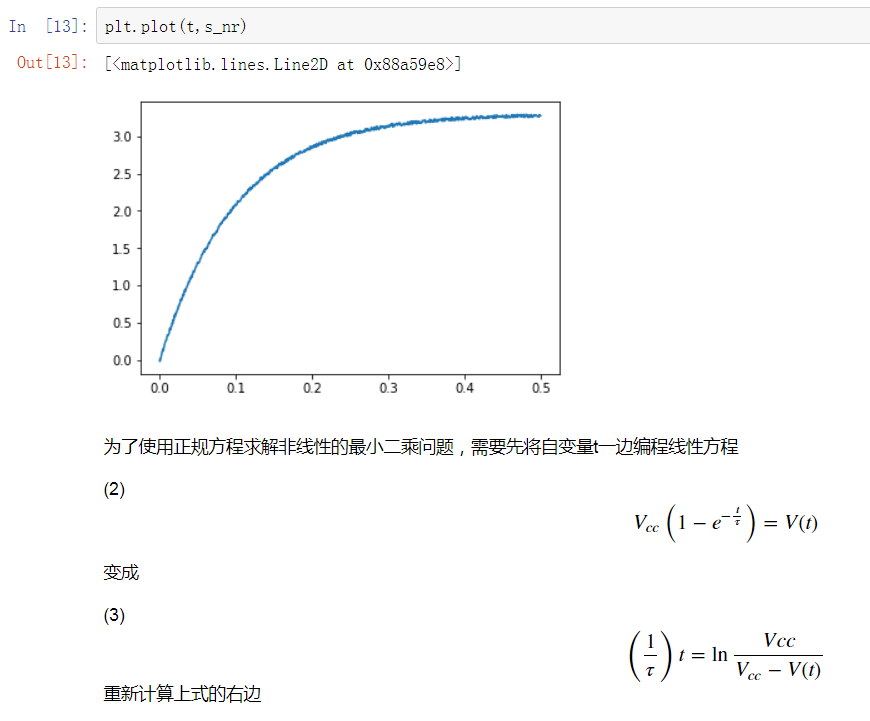 In [13]: plt.plot(t,s_nr)
Out[13]: [<matplotlib.lines.Line2D at 0x88a59e8>]
3.0
2.5
2.0
1.5
1.0
0.5
0.0
0.0 0.1 0.2 0.3 0.4 0.5
为了使用正规方程求解非线性的最小二乘问题，需要先将自变量t一边编程线性方程
(2)
V_{cc} \left( 1 - e^{-\frac{t}{\tau}} \right) = V(t)
变成
(3)
\left( \frac{1}{\tau} \right) t = \ln \frac{Vcc}{V_{cc} - V(t)}
重新计算上式的右边